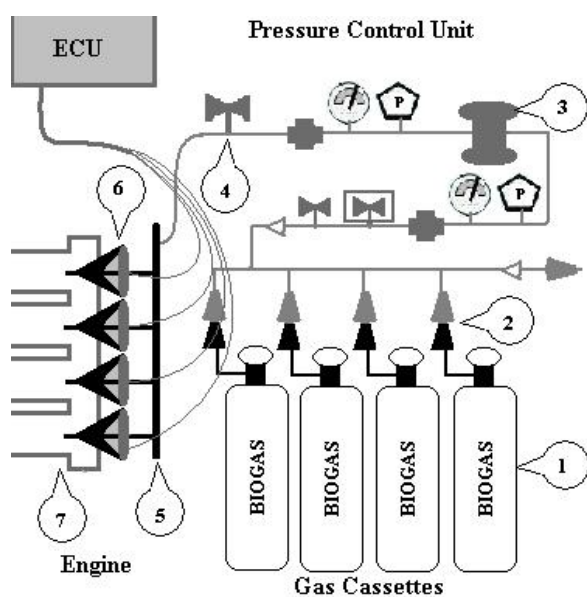 ECU
Pressure Control Unit
P
3
4
6
P
2
BIOGAS
BIOGAS
BIOGAS
BIOGAS
1
7
5
Engine
Gas Cassettes